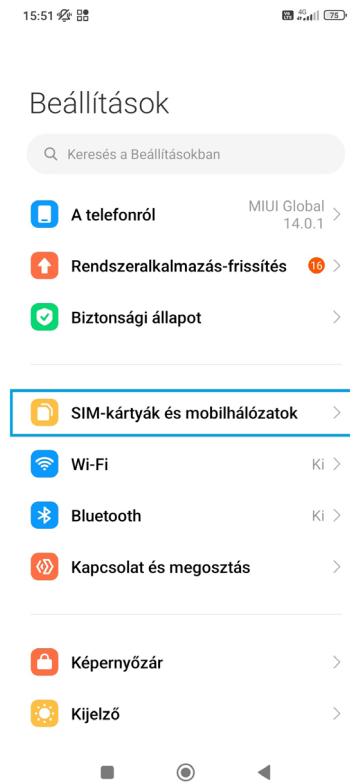 15:51 4G 75
Beállítások
Keresés a Beállításokban
A telefonról MIUI Global 14.0.1
Rendszeralkalmazás-frissítés 16
Biztonsági állapot
SIM-kártyák és mobilhálózatok
Wi-Fi Ki
Bluetooth Ki
Kapcsolat és megosztás
Képernyőzár
Kijelző